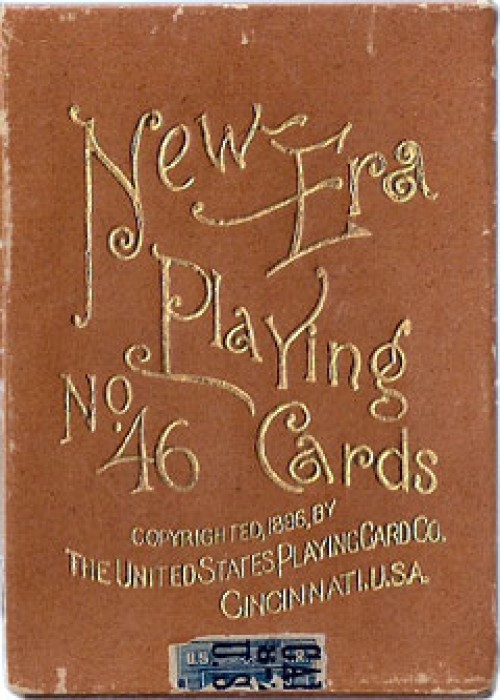 New Era
Playing
No. 46 Cards
COPYRIGHTED, 1896, BY
THE UNITED STATES PLAYING CARD CO.
CINCINNATI. U.S.A.
U.S. R.